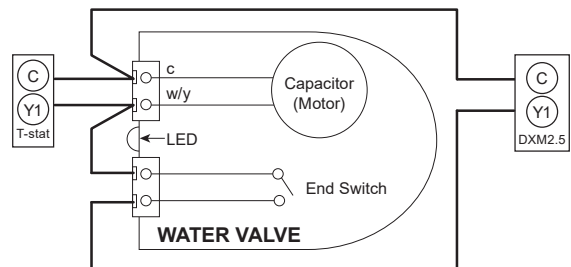 C
Y1
T-stat
c
w/y
LED
Capacitor
(Motor)
End Switch
WATER VALVE
C
Y1
DXM2.5